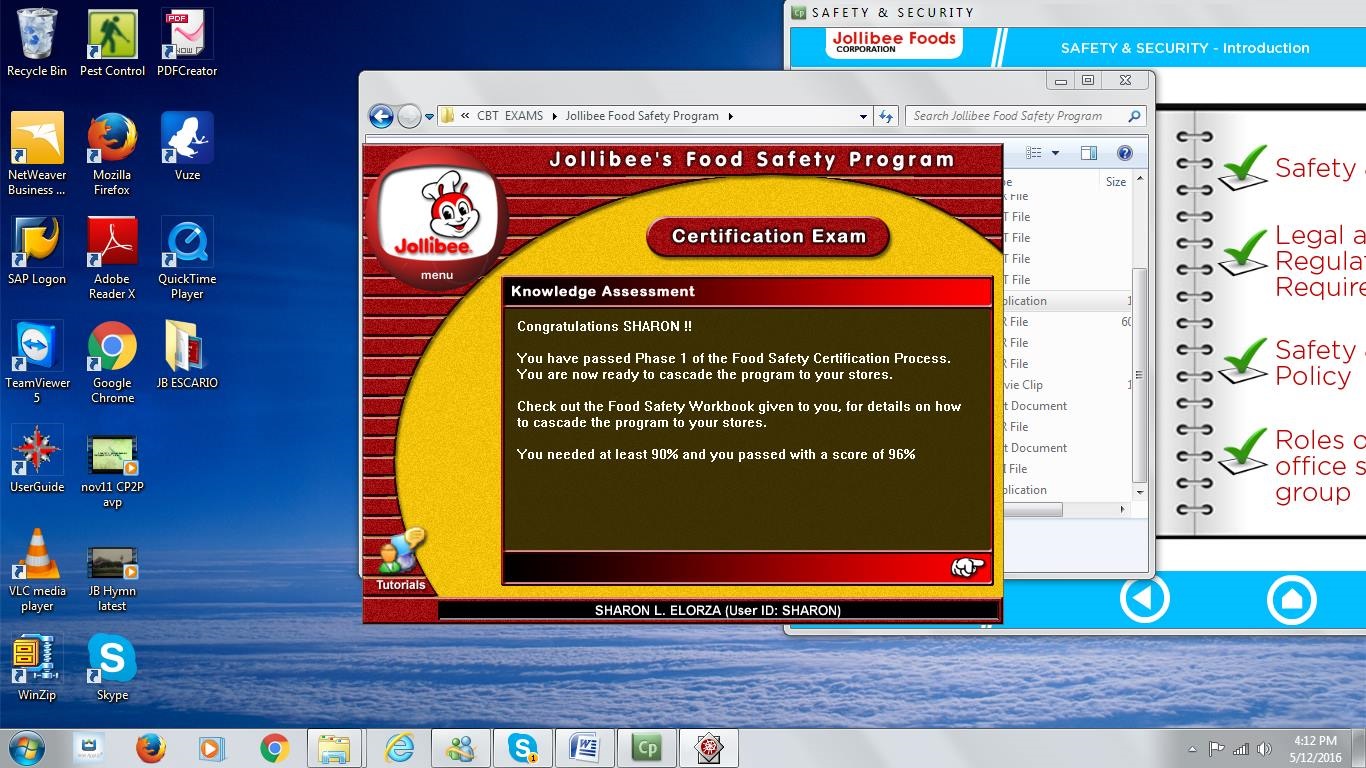 Recycle Bin
Pest Control
PDF
NOW
PDFCreator
NetWeaver
Business ...
Mozilla
Firefox
Vuze
SAP Logon
Adobe
Reader X
QuickTime
Player
TeamViewer
5
Google
Chrome
JB ESCARIO
UserGuide
nov11 CP2P
avp
VLC media
player
JB Hymn
latest
WinZip
Skype
Cp SAFETY & SECURITY
Jollibee Foods
CORPORATION
SAFETY & SECURITY - Introduction
« CBT EXAMS Jollibee Food Safety Program
Search Jollibee Food Safety Program
Size
File
T File
T File
T File
plication 1
R File 60
R File
R File
vie Clip 1
t Document
R File
t Document
I File
plication
Jollibee's Food Safety Program
Jollibee
menu
Certification Exam
Knowledge Assessment
Congratulations SHARON !!
You have passed Phase 1 of the Food Safety Certification Process.
You are now ready to cascade the program to your stores.
Check out the Food Safety Workbook given to you, for details on how
to cascade the program to your stores.
You needed at least 90% and you passed with a score of 96%
Tutorials
SHARON L. ELORZA (User ID: SHARON)
Safety
Legal a
Regula
Require
Safety
Policy
Roles o
office s
group
Cp
4:12 PM
5/12/2016